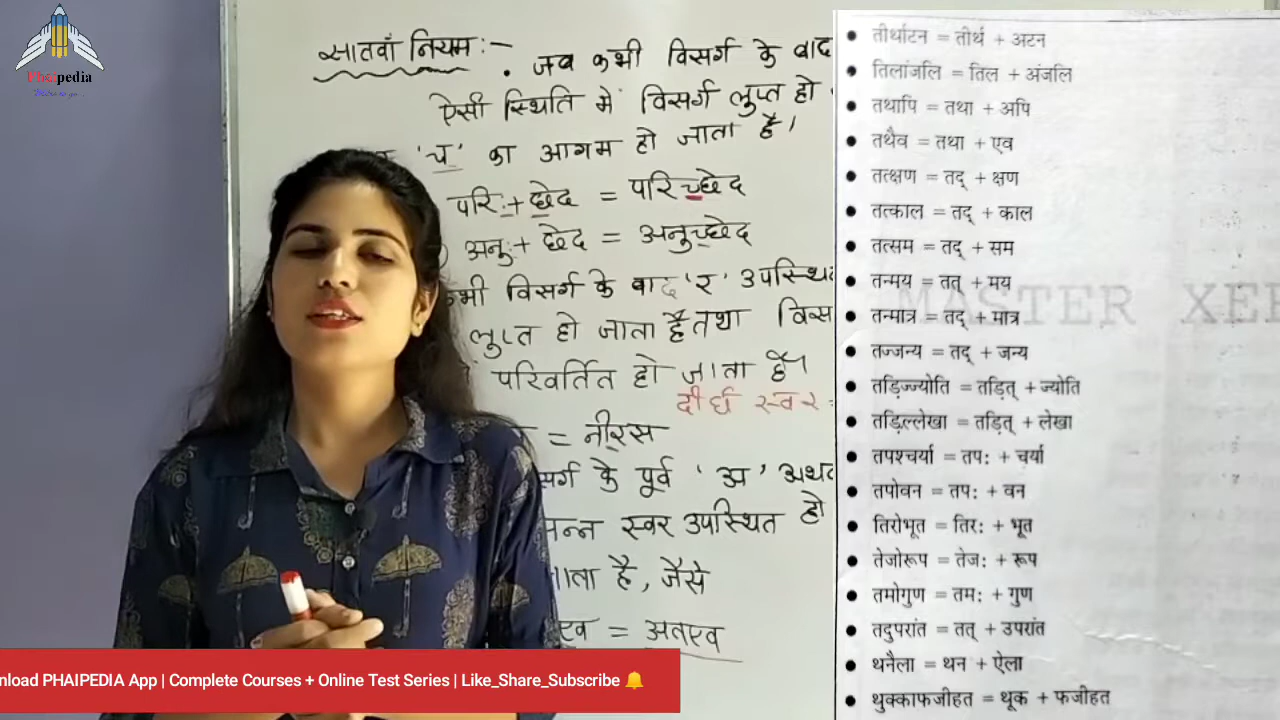 Phaipedia
सातवाँ नियम :- . जब कभी विसर्ग के बाद
ऐसी स्थिति में विसर्ग लुप्त हो
'च' का आगम हो जाता है।
परिः + छेद = परिच्छेद
अनुः + छेद = अनुच्छेद
कभी विसर्ग के बाद 'र' उपस्थित
लुप्त हो जाता है तथा विस
परिवर्तित हो जाता है।
दीर्घ स्वर :
= नीरस
सर्ग के पूर्व 'अ' अथव
न्न स्वर उपस्थित हो
जाता है, जैसे
एव = अतएव
• तीर्थाटन = तीर्थ + अटन
• तिलांजलि = तिल + अंजलि
• तथापि = तथा + अपि
• तथैव = तथा + एव
• तत्क्षण = तद् + क्षण
• तत्काल = तद् + काल
• तत्सम = तद् + सम
• तन्मय = तत् + मय
• तन्मात्र = तद् + मात्र
• तज्जन्य = तद् + जन्य
• तड़िज्ज्योति = तड़ित् + ज्योति
• तड़िल्लेखा = तड़ित् + लेखा
• तपश्चर्या = तप: + चर्या
• तपोवन = तप: + वन
• तिरोभूत = तिर: + भूत
• तेजोरूप = तेज: + रूप
• तमोगुण = तम: + गुण
• तदुपरांत = तत् + उपरांत
• थनैला = थन + ऐला
• थुक्काफजीहत = थूक + फजीहत
MASTER XER
nload PHAIPEDIA App | Complete Courses + Online Test Series | Like_Share_Subscribe 🔔